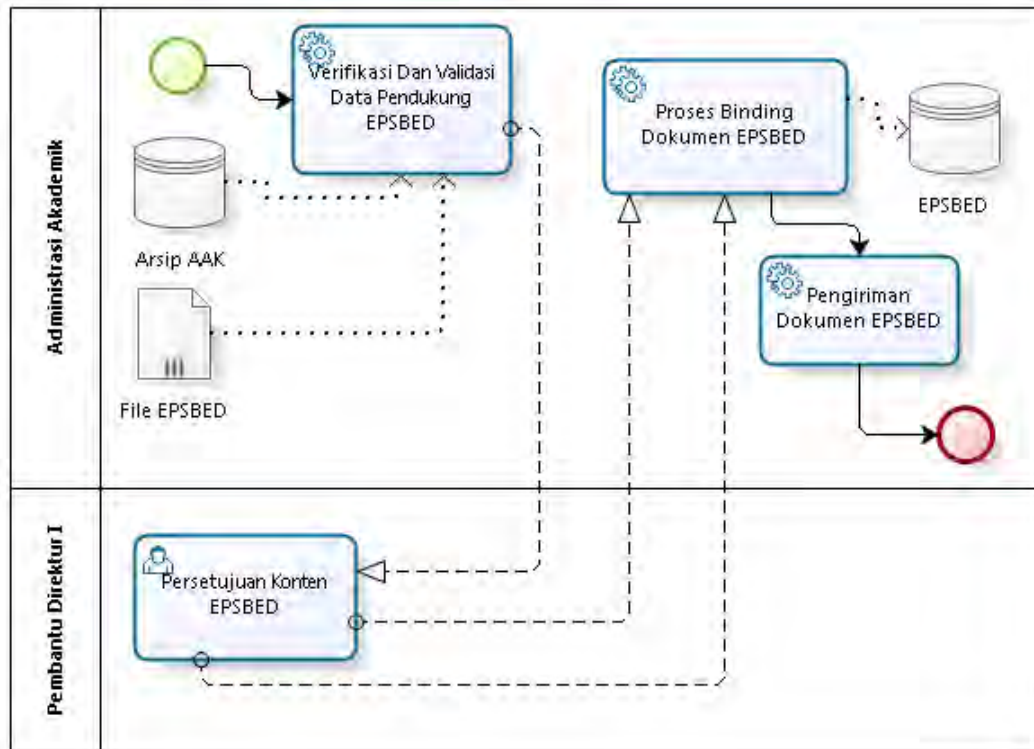 Administrasi Akademik
Verifikasi Dan Validasi
Data Pendukung
EPSBED
Arsip AAK
File EPSBED
Proses Binding
Dokumen EPSBED
EPSBED
Pengiriman
Dokumen EPSBED
Pembantu Direktur I
Persetujuan Konten
EPSBED